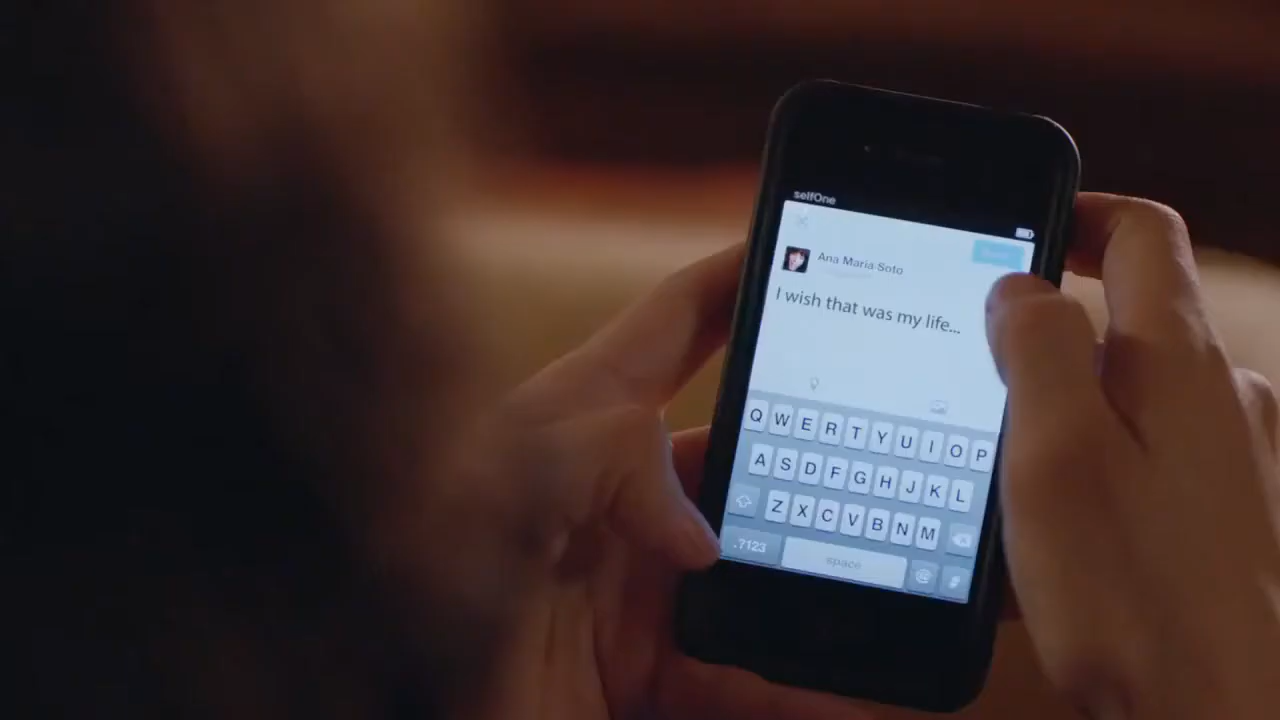 selfOne
Ana Maria Soto
I wish that was my life...
Q W E R T Y U I O P
A S D F G H J K L
Z X C V B N M
.?123 space @ #